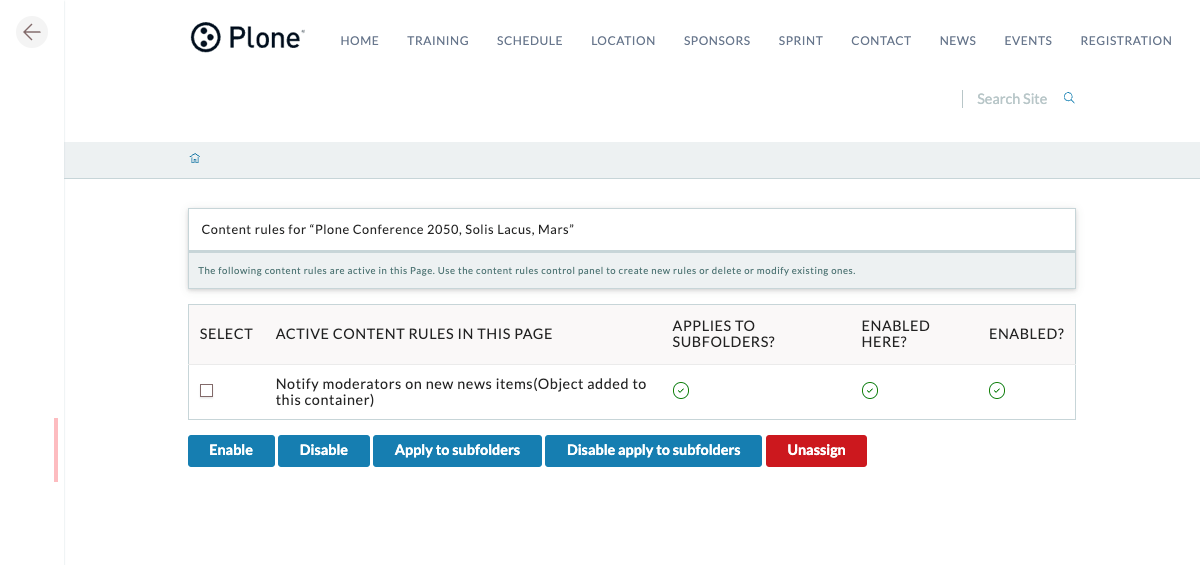 Plone
HOME TRAINING SCHEDULE LOCATION SPONSORS SPRINT CONTACT NEWS EVENTS REGISTRATION
Search Site
Content rules for “Plone Conference 2050, Solis Lacus, Mars”
The following content rules are active in this Page. Use the content rules control panel to create new rules or delete or modify existing ones.
SELECT ACTIVE CONTENT RULES IN THIS PAGE APPLIES TO SUBFOLDERS? ENABLED HERE? ENABLED?
Notify moderators on new news items(Object added to
this container)
Enable Disable Apply to subfolders Disable apply to subfolders Unassign